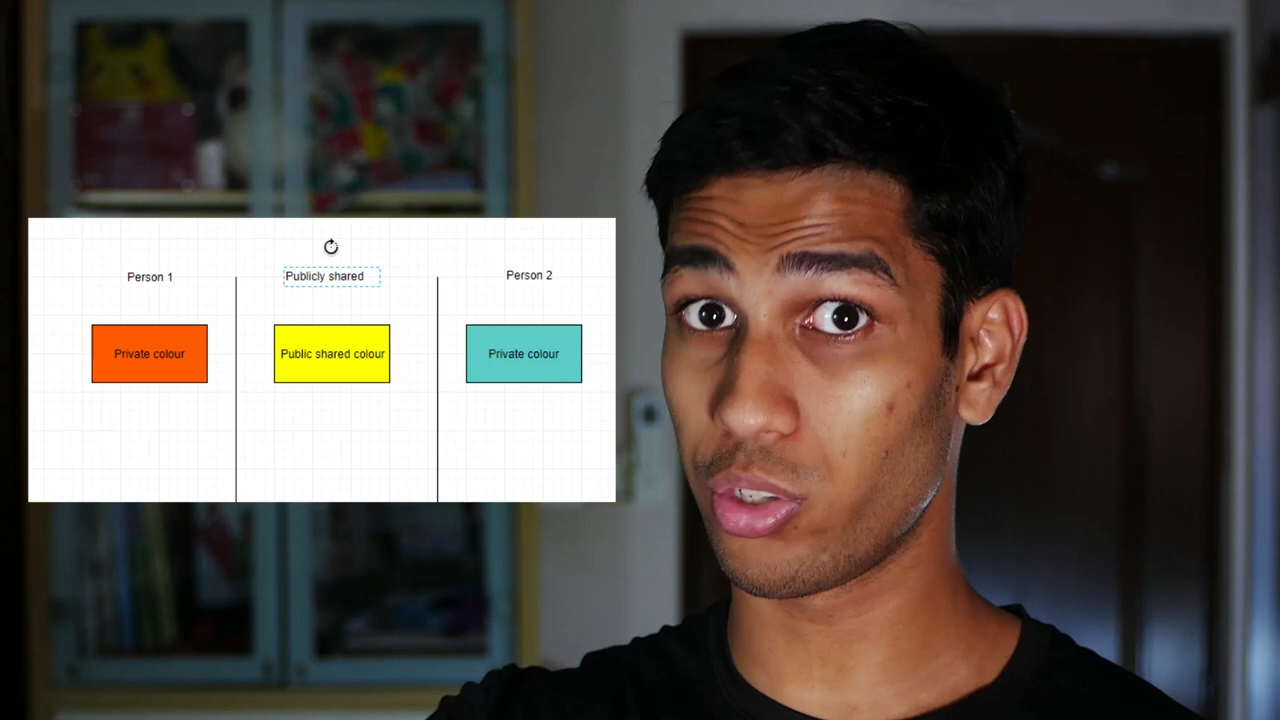 Person 1
Publicly shared
Person 2
Private colour
Public shared colour
Private colour